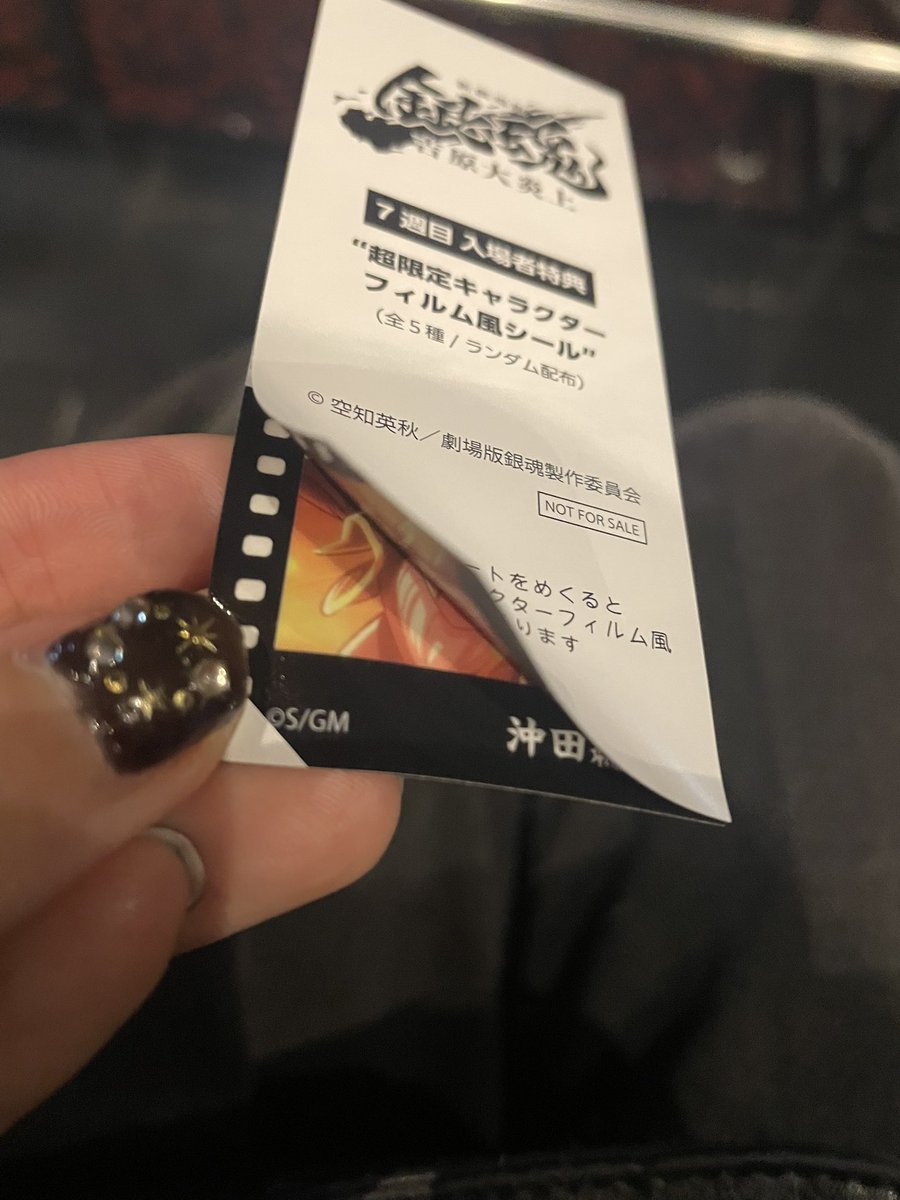 銀魂
吉原大炎上
7週目 入場者特典
“超限定キャラクター
フィルム風シール”
（全5種 / ランダム配布）
© 空知英秋／劇場版銀魂製作委員会
NOT FOR SALE
ートをめくると
クターフィルム風
ります
©S/GM
沖田